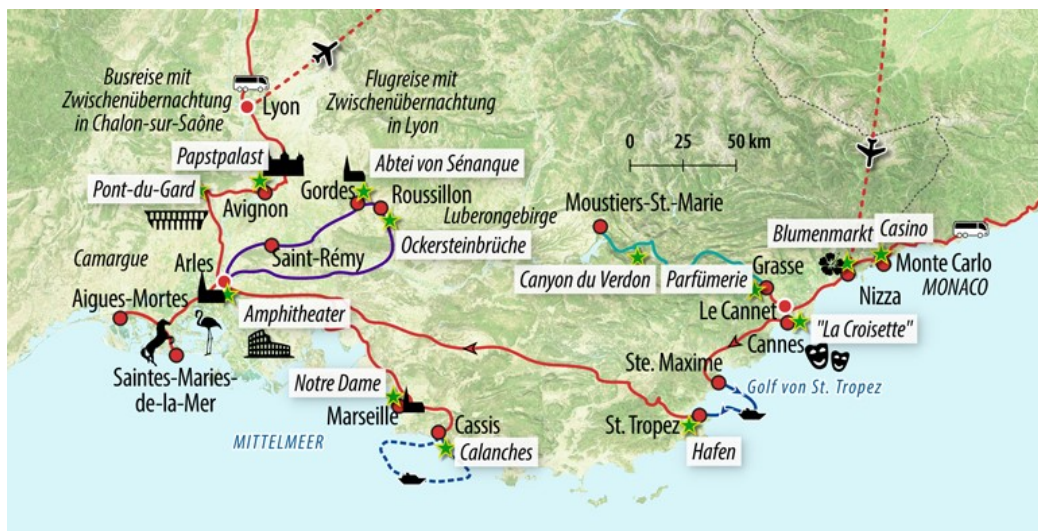 Busreise mit
Zwischenübernachtung
in Chalon-sur-Saône
Lyon
Flugreise mit
Zwischenübernachtung
in Lyon
0 25 50 km
Papstpalast
Abtei von Sénanque
Pont-du-Gard
Avignon
Gordes
Roussillon
Luberongebirge
Moustiers-St.-Marie
Ockersteinbrüche
Saint-Rémy
Camargue
Arles
Blumenmarkt
Casino
Canyon du Verdon
Parfümerie
Grasse
Monte Carlo
MONACO
Nizza
Aigues-Mortes
Amphitheater
Le Cannet
"La Croisette"
Cannes
Saintes-Maries-
de-la-Mer
Ste. Maxime
Golf von St. Tropez
Notre Dame
Marseille
Cassis
St. Tropez
MITTELMEER
Calanches
Hafen